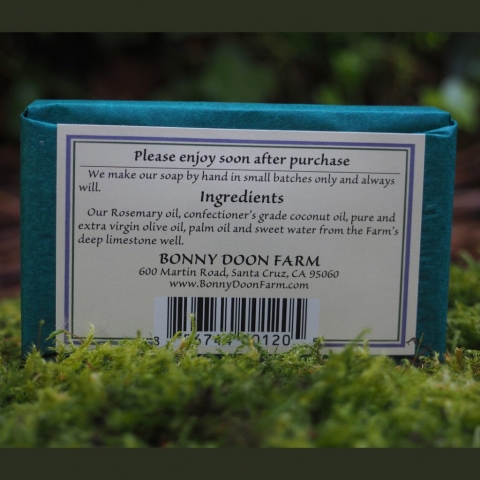 Please enjoy soon after purchase
We make our soap by hand in small batches only and always
will.
Ingredients
Our Rosemary oil, confectioner's grade coconut oil, pure and
extra virgin olive oil, palm oil and sweet water from the Farm's
deep limestone well.
BONNY DOON FARM
600 Martin Road, Santa Cruz, CA 95060
www.BonnyDoonFarm.com